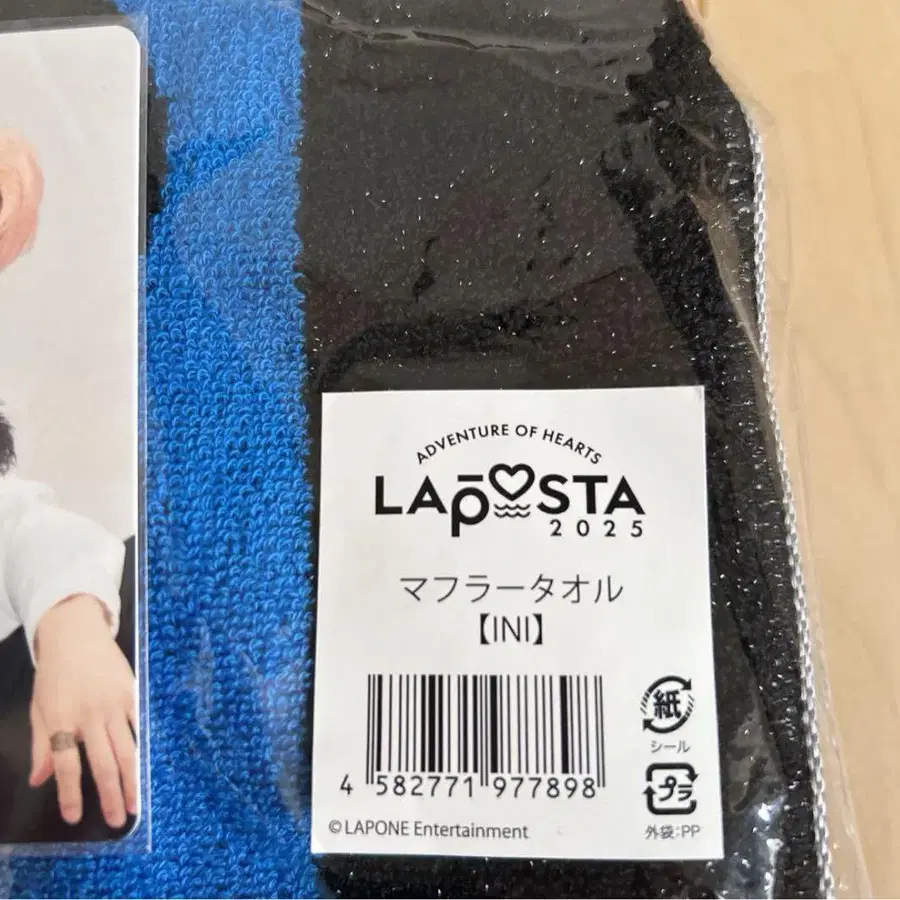 ADVENTURE OF HEARTS
LAPOSTA
2025
マフラータオル
【INI】
4 582771 977898
紙
シール
プラ
外袋:PP
©LAPONE Entertainment